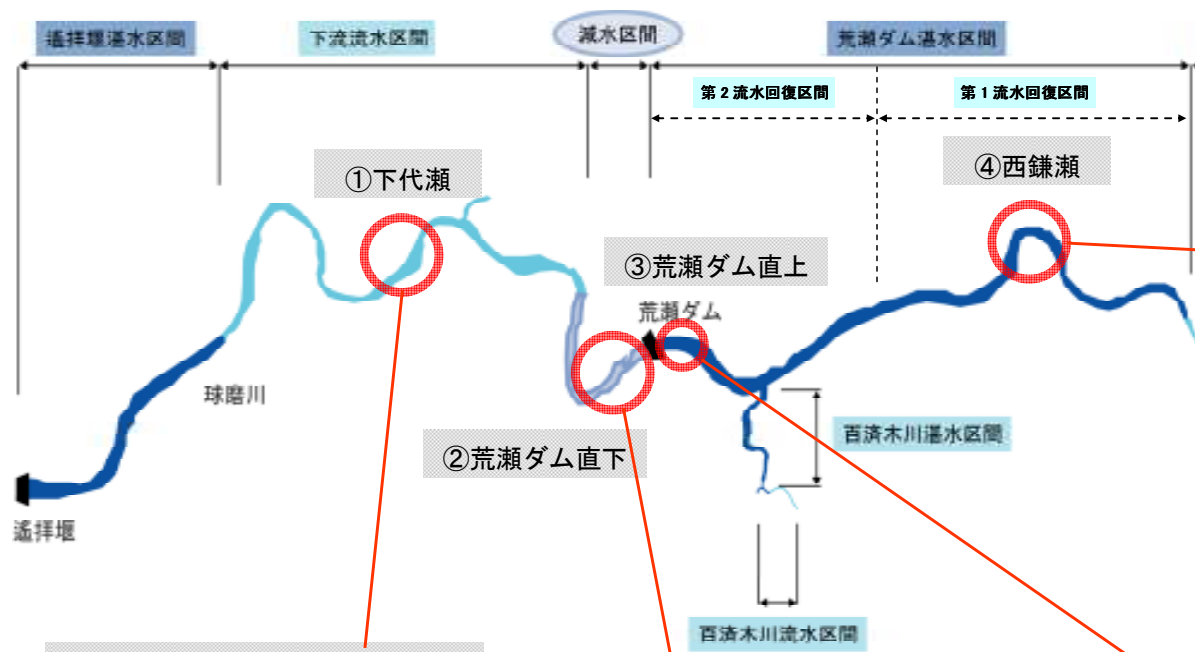 遙拝堰湛水区間
下流流水区間
減水区間
荒瀬ダム湛水区間
第2流水回復区間
第1流水回復区間
①下代瀬
④西鎌瀬
③荒瀬ダム直上
荒瀬ダム
球磨川
②荒瀬ダム直下
百済木川湛水区間
遙拝堰
百済木川流水区間